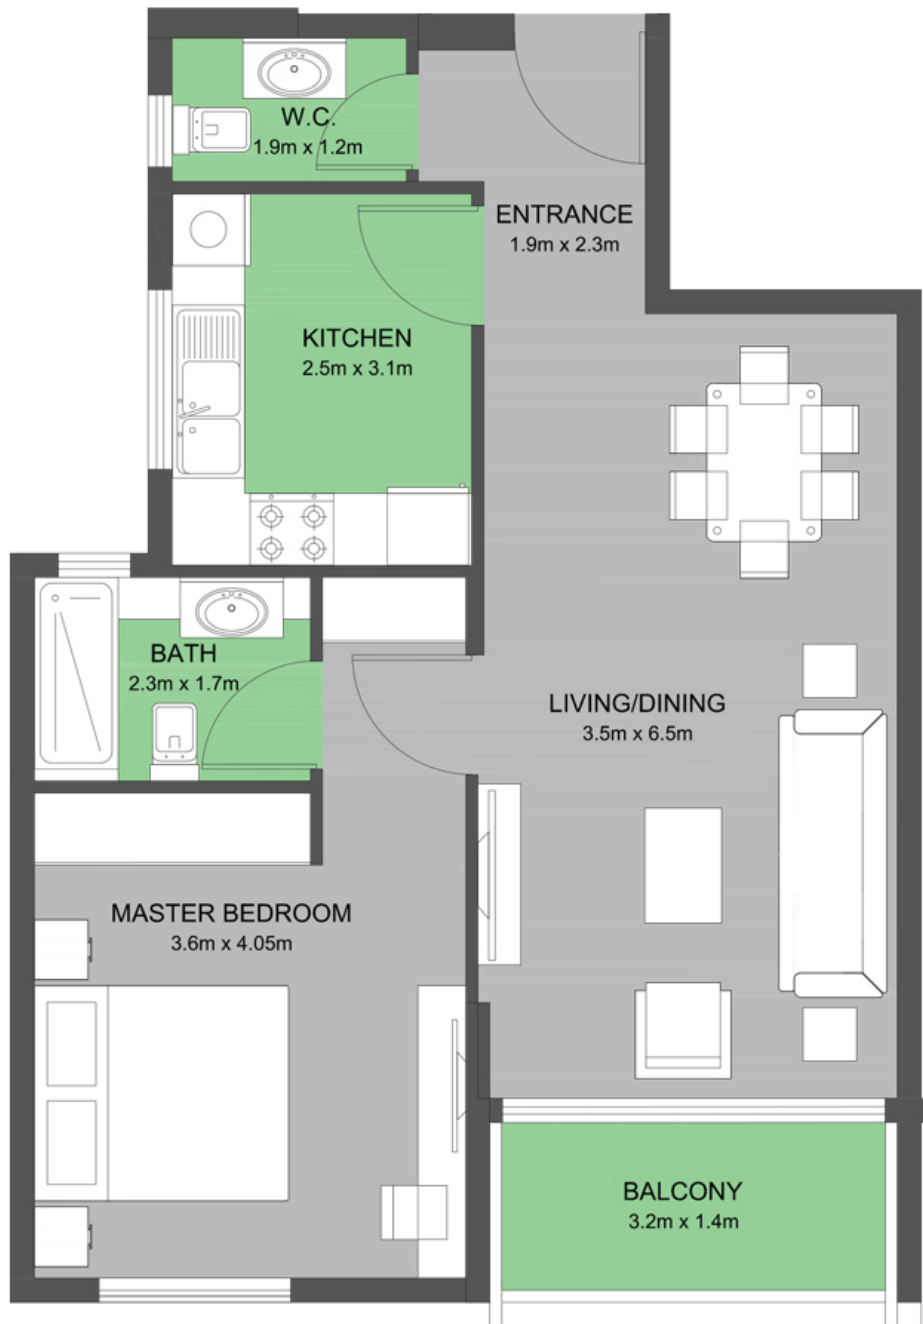 W.C.
1.9m x 1.2m
ENTRANCE
1.9m x 2.3m
KITCHEN
2.5m x 3.1m
BATH
2.3m x 1.7m
LIVING/DINING
3.5m x 6.5m
MASTER BEDROOM
3.6m x 4.05m
BALCONY
3.2m x 1.4m